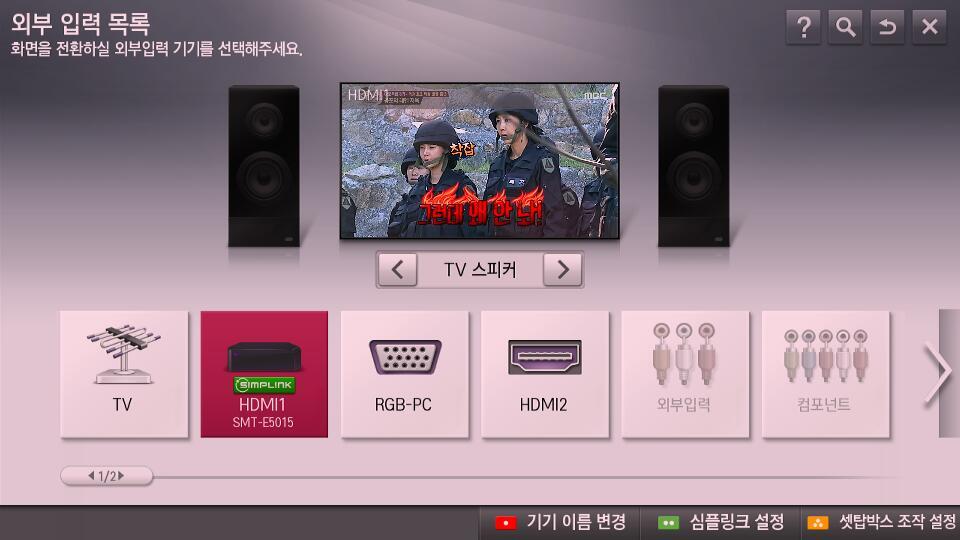 외부 입력 목록
화면을 전환하실 외부입력 기기를 선택해주세요.
?
HDMI
mbc
착잡
그런데 왜 안 노나!
TV 스피커
TV
SIMPLINK
HDMI1
SMT-E5015
RGB-PC
HDMI2
외부입력
컴포넌트
1/2
기기 이름 변경
심플링크 설정
셋탑박스 조작 설정